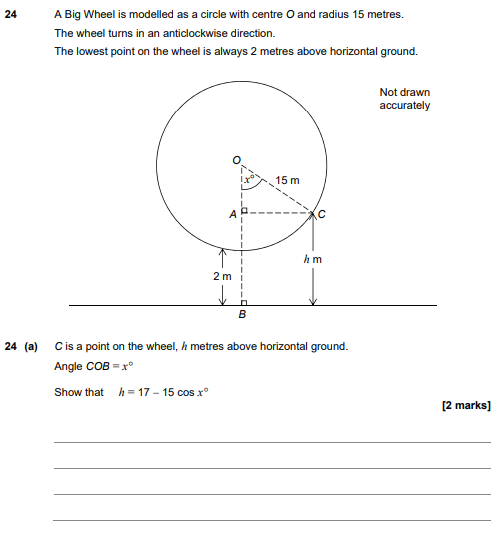 24 A Big Wheel is modelled as a circle with centre O and radius 15 metres.
The wheel turns in an anticlockwise direction.
The lowest point on the wheel is always 2 metres above horizontal ground.
Not drawn
accurately
O
x°
15 m
A
C
h m
2 m
B
24 (a) C is a point on the wheel, h metres above horizontal ground.
Angle COB = x°
Show that h = 17 – 15 cos x°
[2 marks]